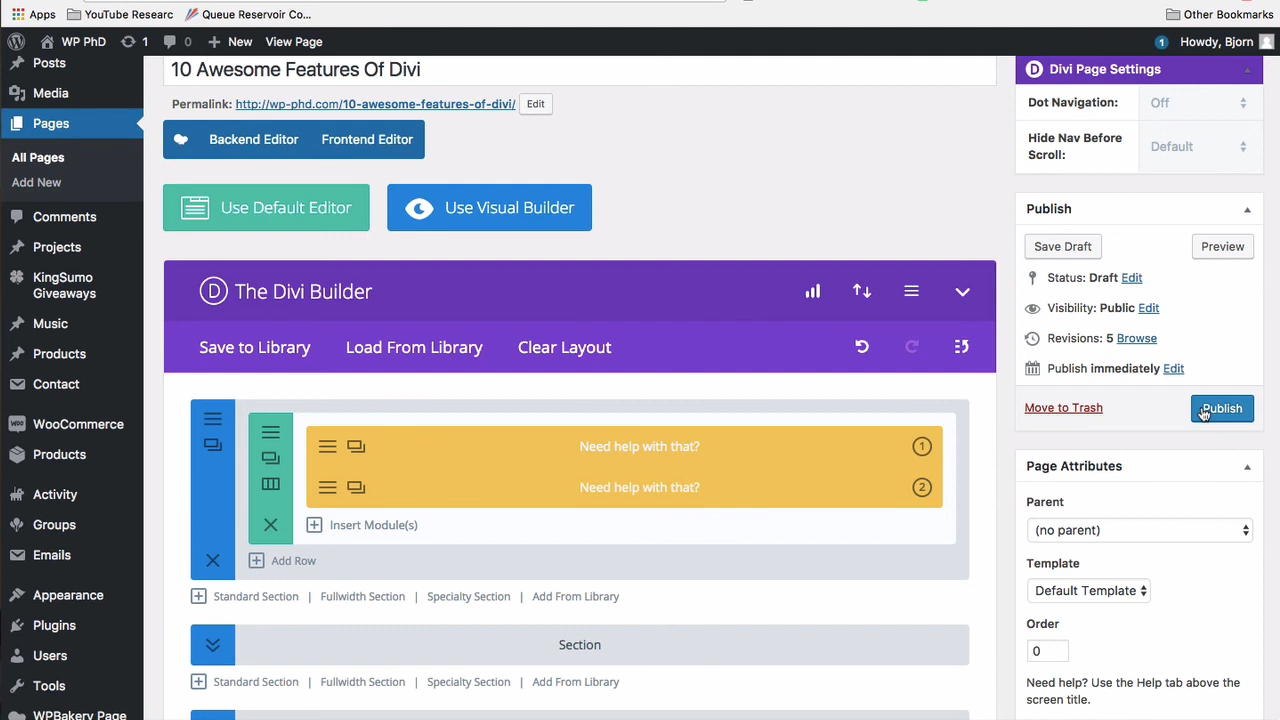 Apps
YouTube Researc
Queue Reservoir Co...
Other Bookmarks
WP PhD
1
0
New
View Page
1
Howdy, Bjorn
Posts
Media
Pages
All Pages
Add New
Comments
Projects
KingSumo
Giveaways
Music
Products
Contact
WooCommerce
Products
Activity
Groups
Emails
Appearance
Plugins
Users
Tools
WPBakery Page
10 Awesome Features Of Divi
Permalink: http://wp-phd.com/10-awesome-features-of-divi/ Edit
Backend Editor
Frontend Editor
Use Default Editor
Use Visual Builder
D The Divi Builder
Save to Library
Load From Library
Clear Layout
Need help with that?
1
Need help with that?
2
Insert Module(s)
Add Row
Standard Section | Fullwidth Section | Specialty Section | Add From Library
Section
Standard Section | Fullwidth Section | Specialty Section | Add From Library
D Divi Page Settings
Dot Navigation:
Off
Hide Nav Before
Scroll:
Default
Publish
Save Draft
Preview
Status: Draft Edit
Visibility: Public Edit
Revisions: 5 Browse
Publish immediately Edit
Move to Trash
Publish
Page Attributes
Parent
(no parent)
Template
Default Template
Order
0
Need help? Use the Help tab above the
screen title.